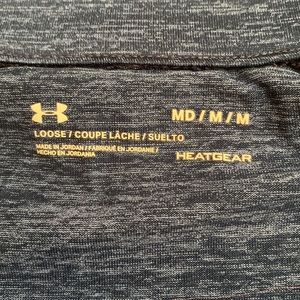 MD / M / M
LOOSE / COUPE LÂCHE / SUELTO
MADE IN JORDAN / FABRIQUÉ EN JORDANIE /
HECHO EN JORDANIA
HEATGEAR